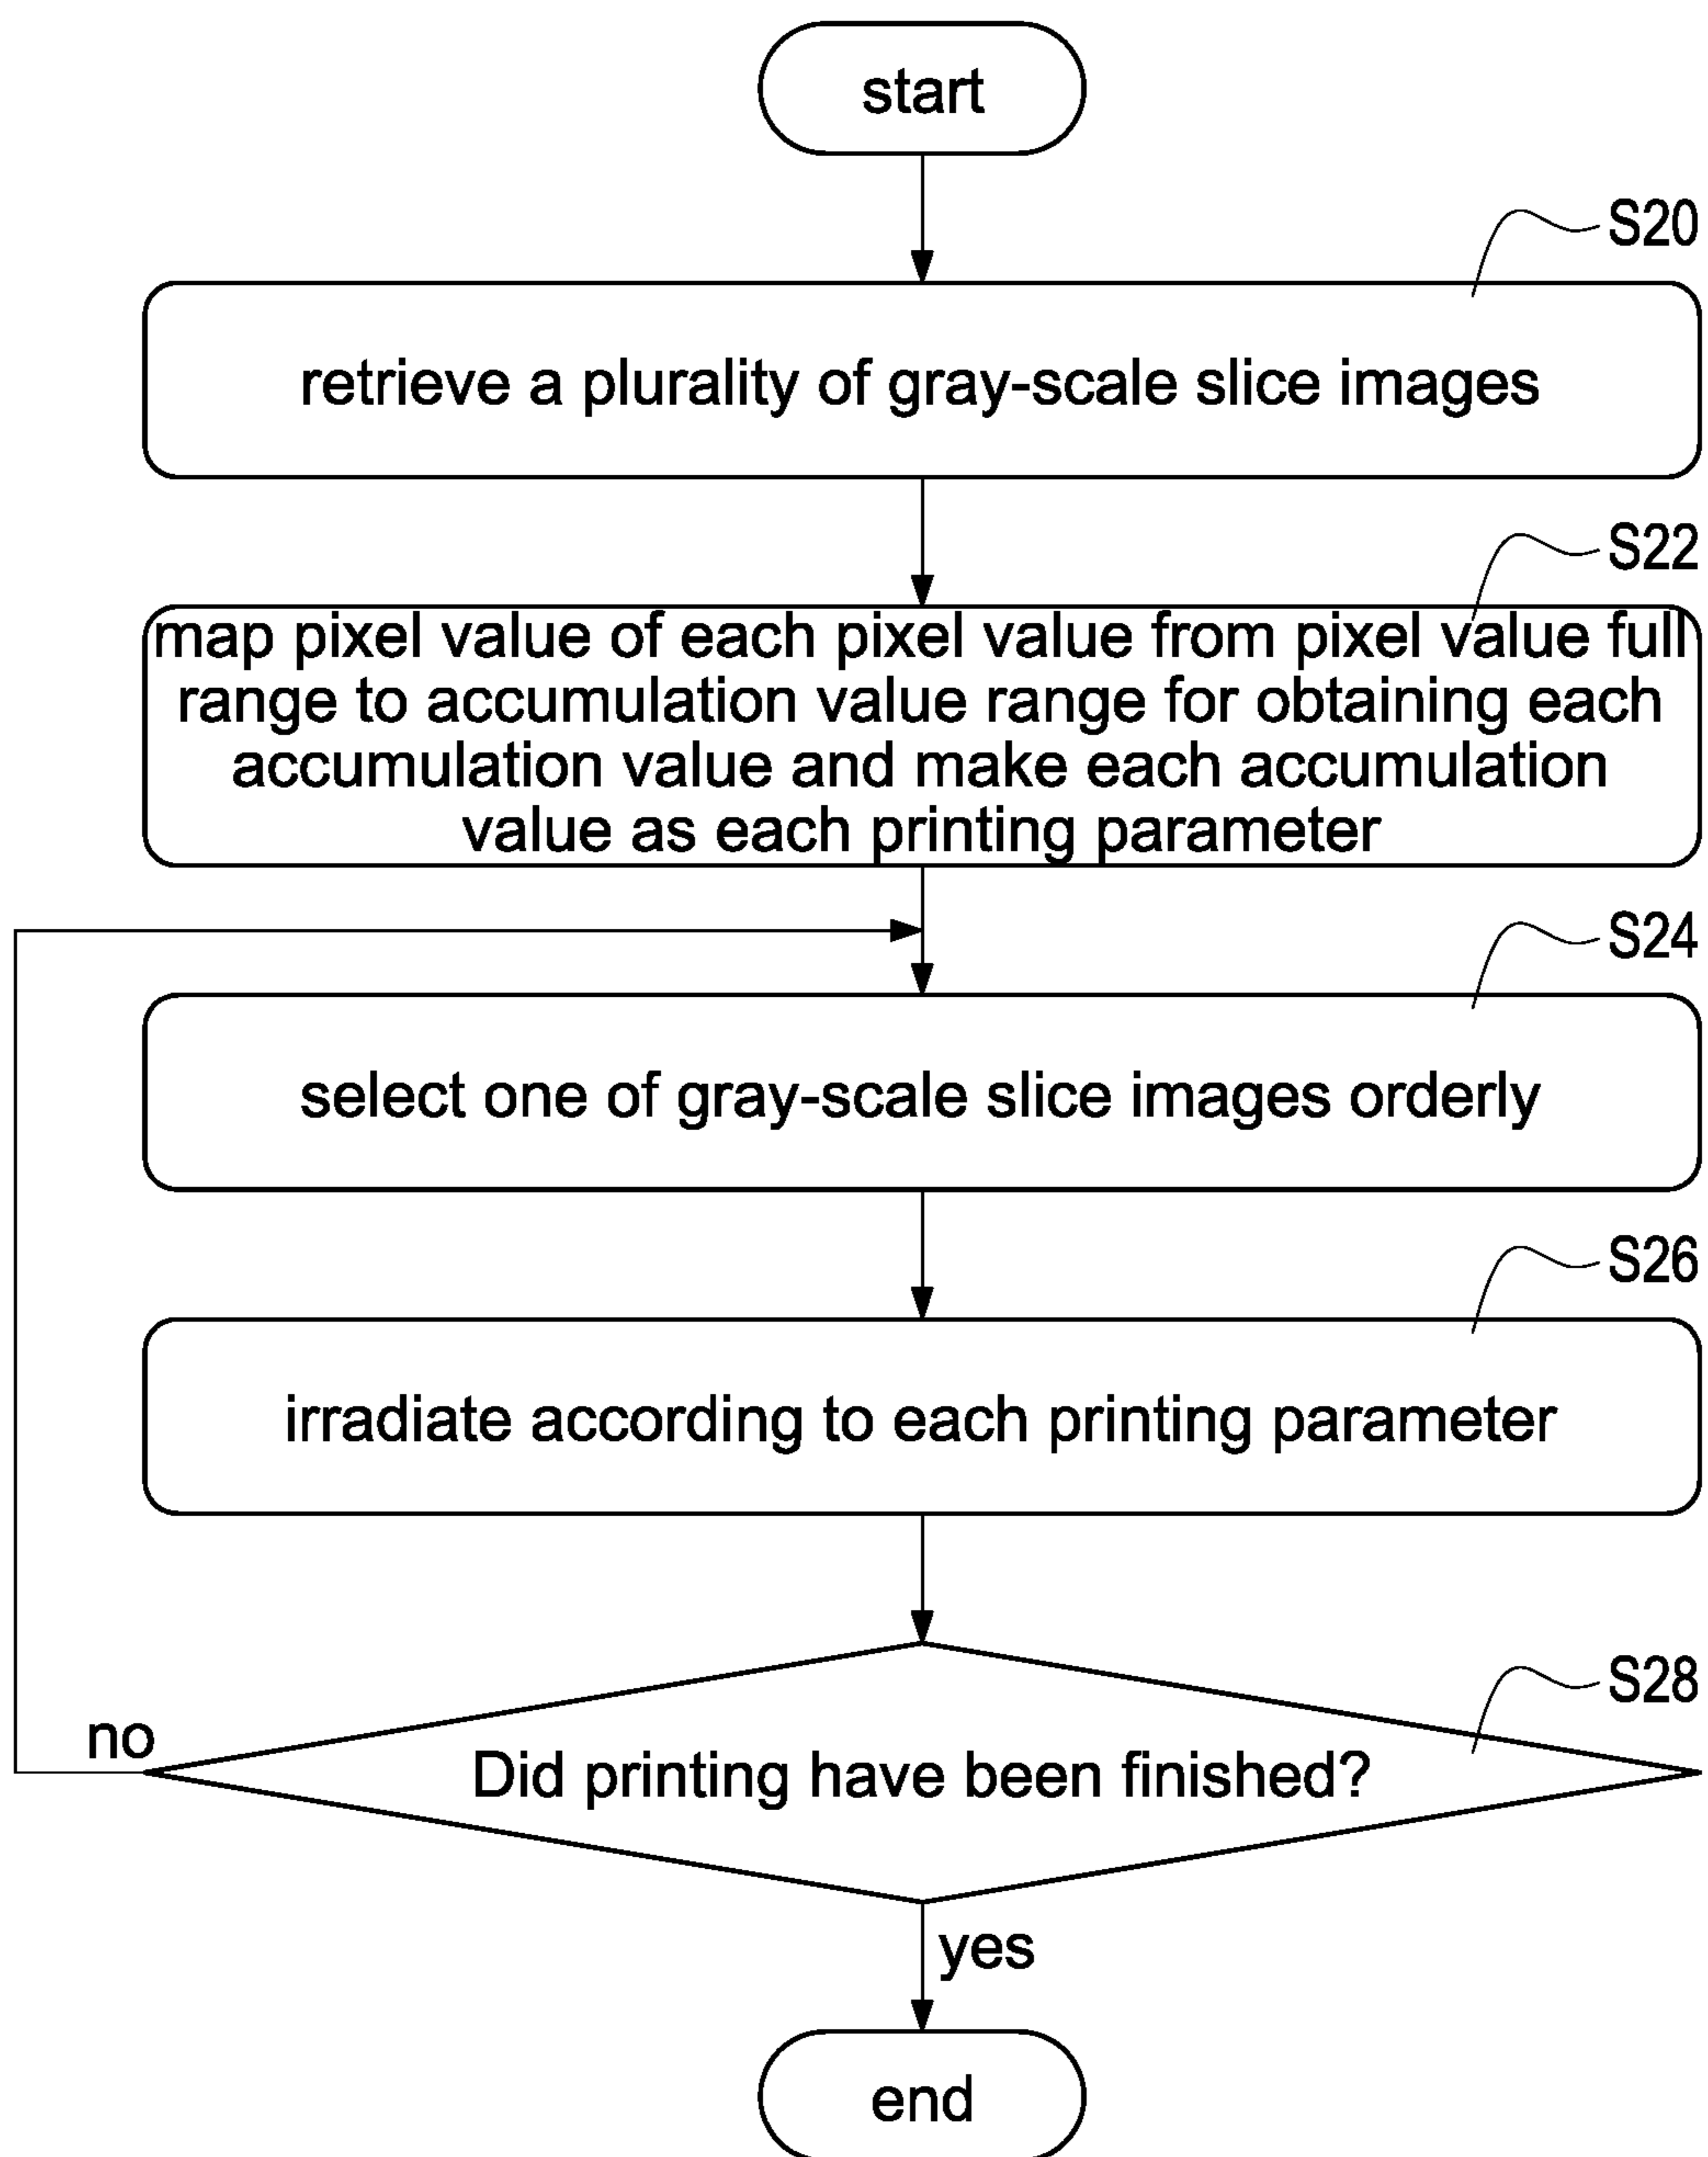 start
S20
retrieve a plurality of gray-scale slice images
S22
map pixel value of each pixel value from pixel value full
range to accumulation value range for obtaining each
accumulation value and make each accumulation
value as each printing parameter
S24
select one of gray-scale slice images orderly
S26
irradiate according to each printing parameter
S28
no
Did printing have been finished?
yes
end